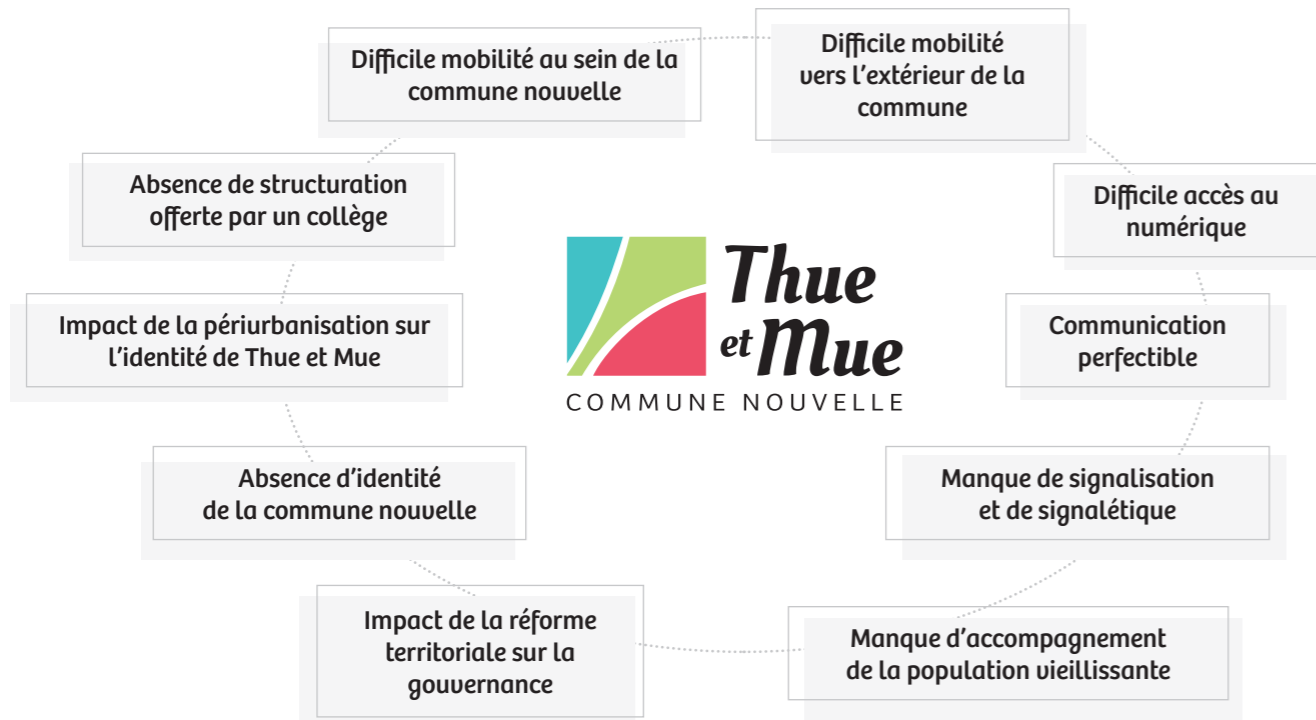 Difficile mobilité au sein de la
commune nouvelle
Difficile mobilité
vers l'extérieur de la
commune
Absence de structuration
offerte par un collège
Difficile accès au
numérique
Impact de la périurbanisation sur
l'identité de Thue et Mue
Thue
et Mue
COMMUNE NOUVELLE
Communication
perfectible
Absence d'identité
de la commune nouvelle
Manque de signalisation
et de signalétique
Impact de la réforme
territoriale sur la
gouvernance
Manque d'accompagnement
de la population vieillissante